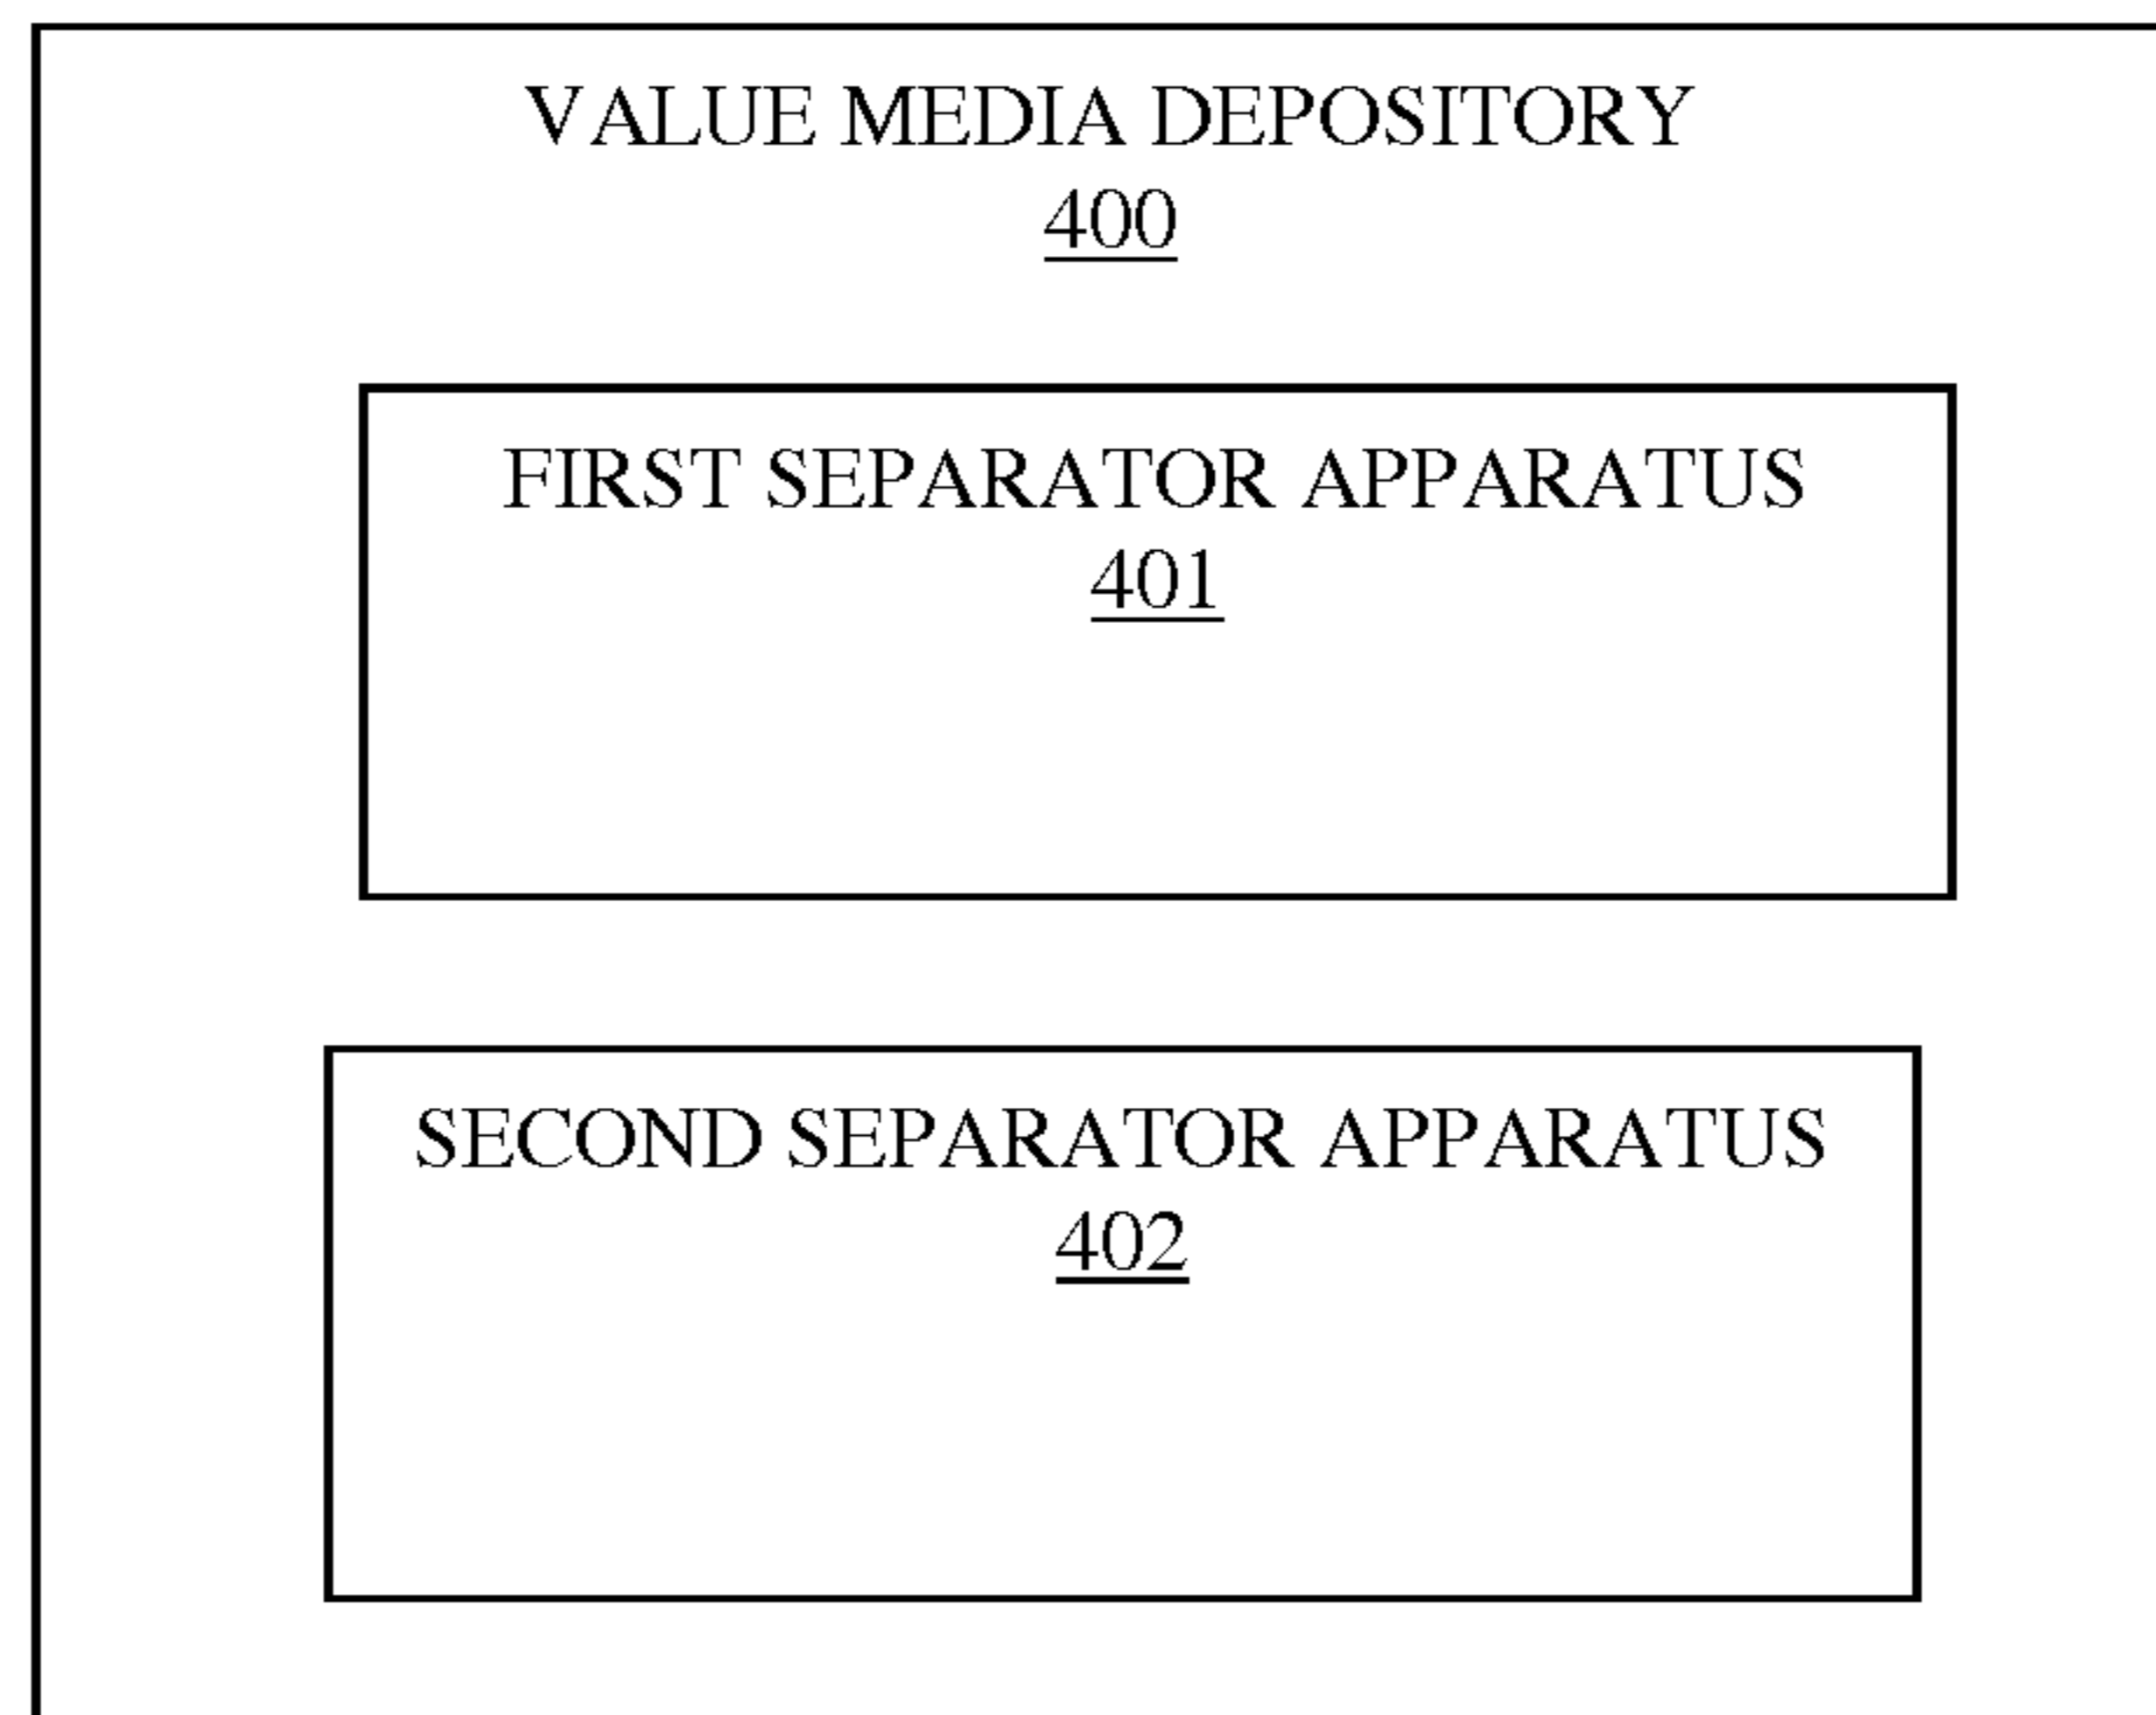 VALUE MEDIA DEPOSITORY
400
FIRST SEPARATOR APPARATUS
401
SECOND SEPARATOR APPARATUS
402